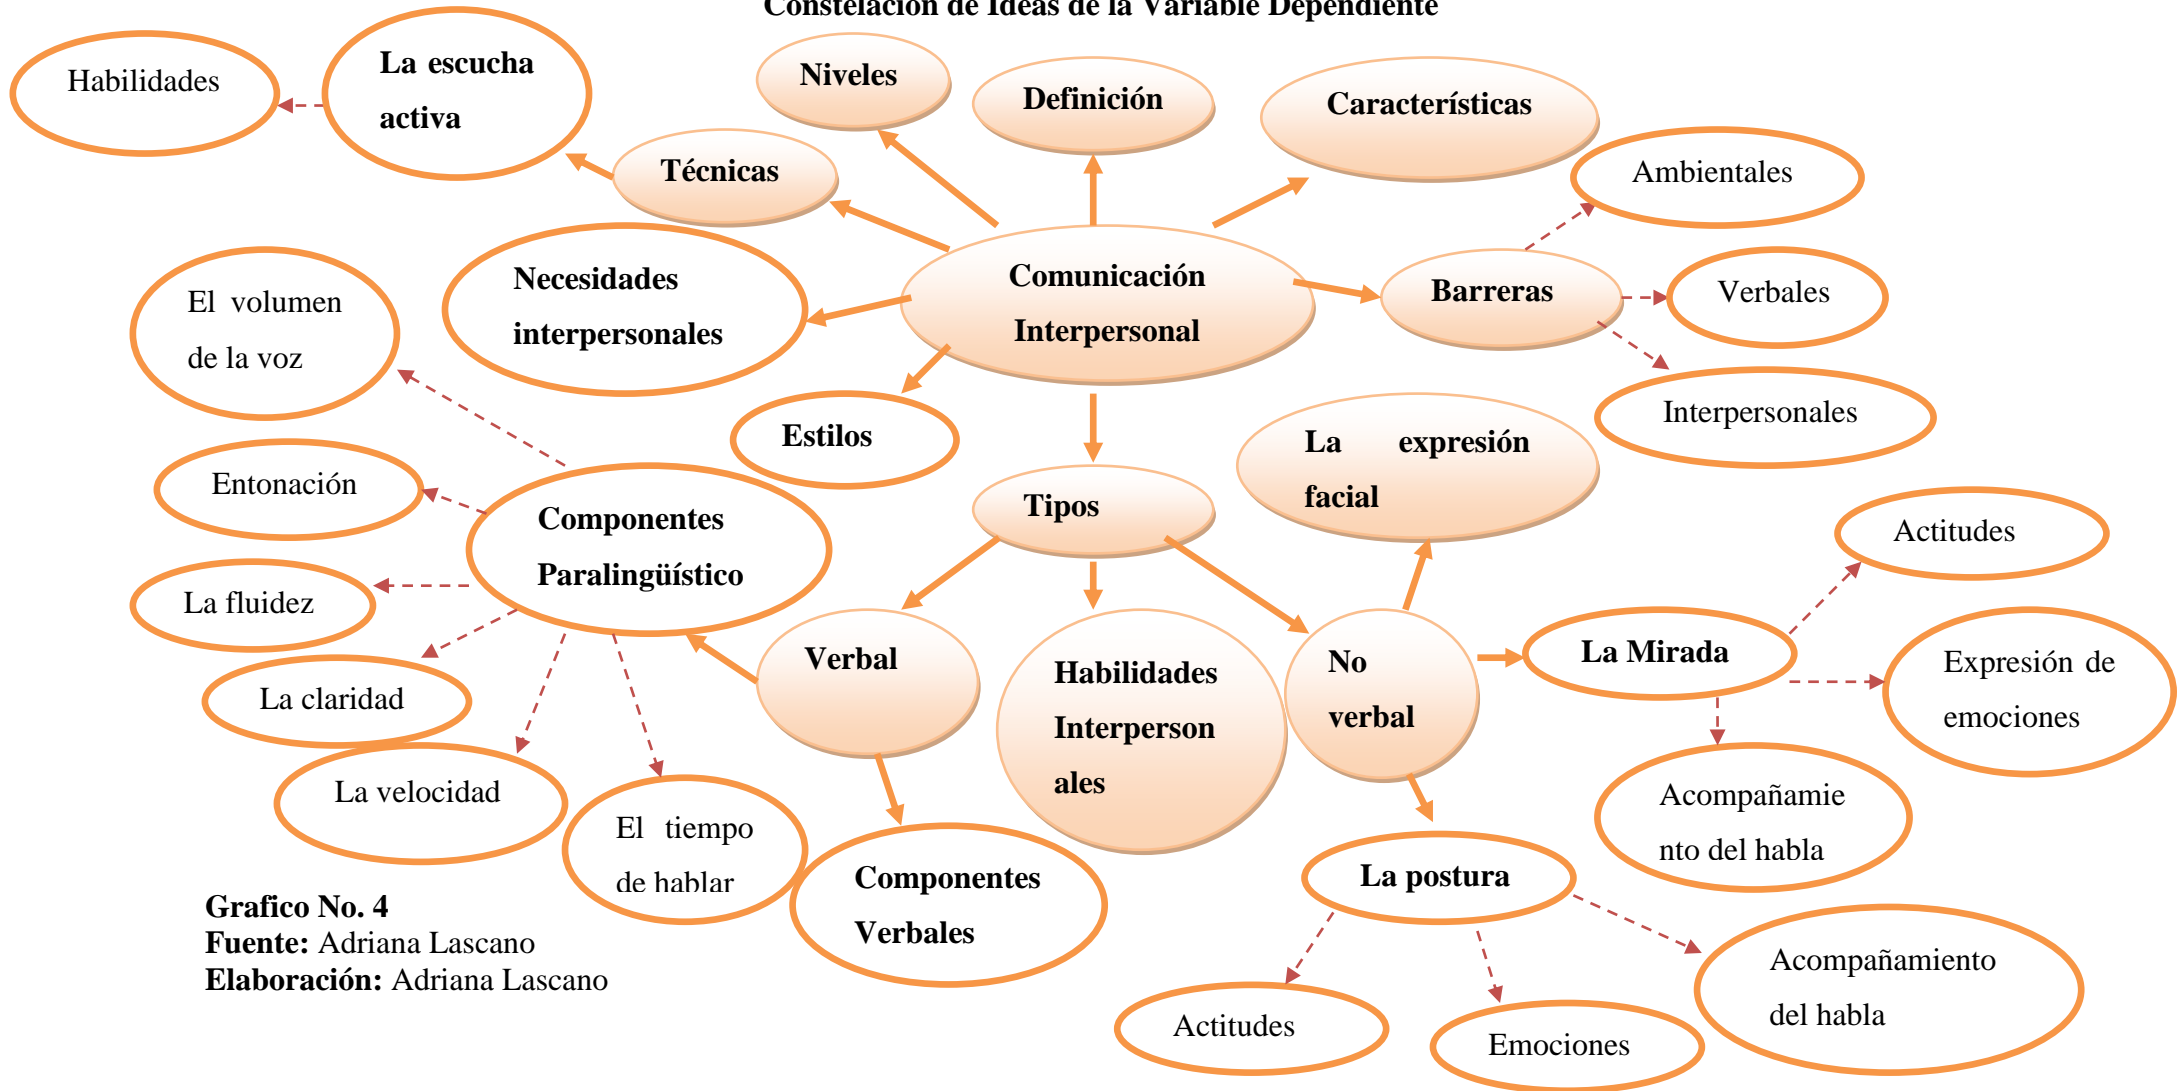 Constelación de Ideas de la Variable Dependiente
Habilidades
La escucha
activa
Niveles
Definición
Características
Técnicas
Ambientales
Necesidades
interpersonales
Comunicación
Interpersonal
Barreras
Verbales
Interpersonales
El volumen
de la voz
Estilos
La expresión
facial
Entonación
Componentes
Paralingüístico
Tipos
Actitudes
La fluidez
Verbal
Habilidades
Interperson
ales
No
verbal
La Mirada
Expresión de
emociones
La claridad
La velocidad
El tiempo
de hablar
Acompañamie
nto del habla
Componentes
Verbales
La postura
Grafico No. 4
Fuente: Adriana Lascano
Elaboración: Adriana Lascano
Actitudes
Emociones
Acompañamiento
del habla